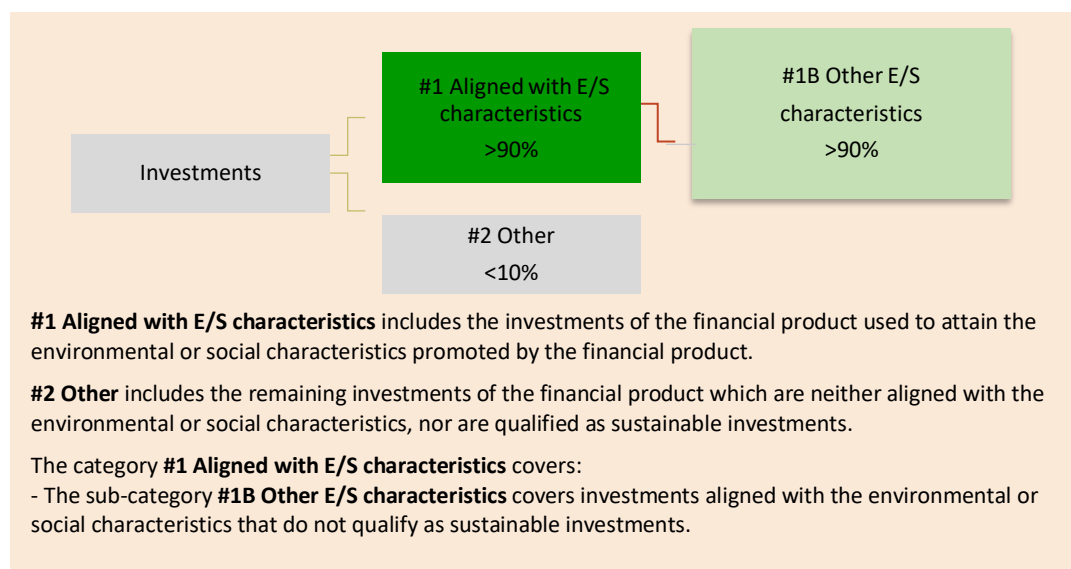 Investments
#1 Aligned with E/S
characteristics
>90%
#1B Other E/S
characteristics
>90%
#2 Other
<10%
#1 Aligned with E/S characteristics includes the investments of the financial product used to attain the
environmental or social characteristics promoted by the financial product.
#2 Other includes the remaining investments of the financial product which are neither aligned with the
environmental or social characteristics, nor are qualified as sustainable investments.
The category #1 Aligned with E/S characteristics covers:
- The sub-category #1B Other E/S characteristics covers investments aligned with the environmental or
social characteristics that do not qualify as sustainable investments.